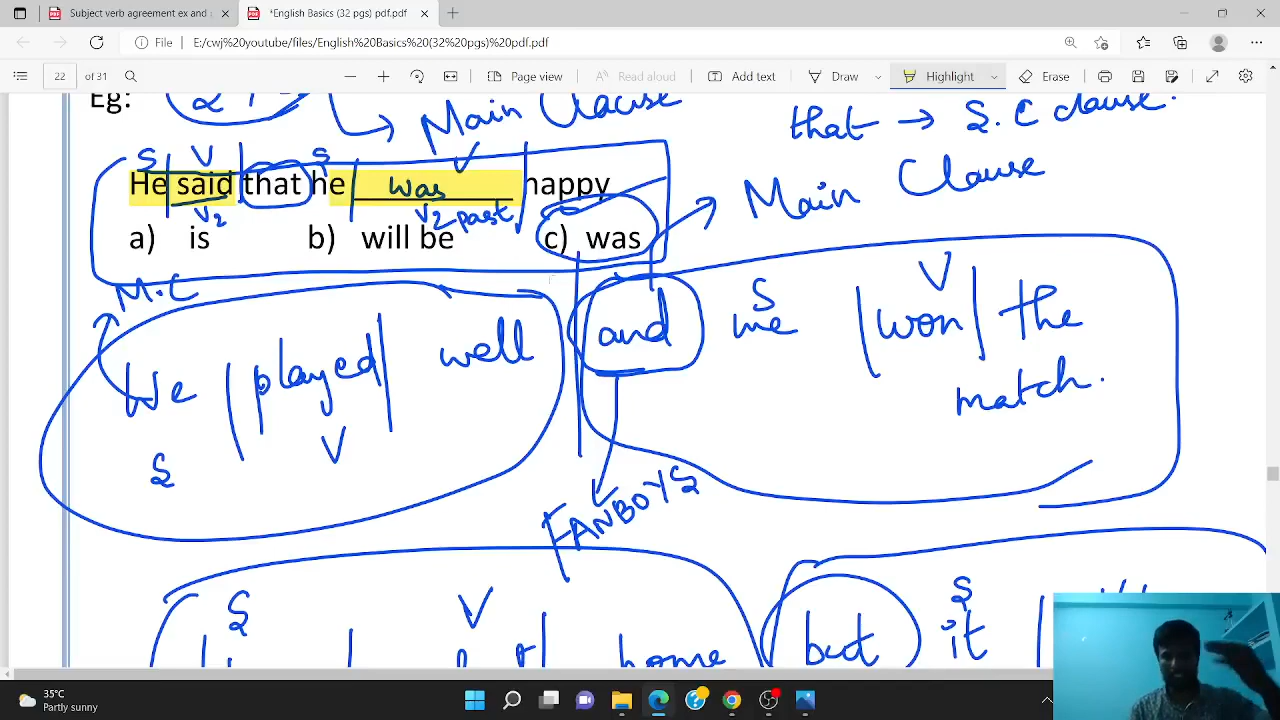 Subject verb agreement ex and
*English Basics (32 pgs) pdf.pdf
File E:/cwj%20youtube/files/English%20Basics(32%20pgs)%20pdf.pdf
22 of 31 Page view Read aloud Add text Draw Highlight Erase
Eg:
Main Clause
that → S.C clause.
Main Clause
S V S V
He said that he was happy
V2 V2 past
a) is b) will be c) was
M.C
We played well
S V
and we won the
S V
match.
FANBOYS
S V
home
but it
S
35°C
Partly sunny